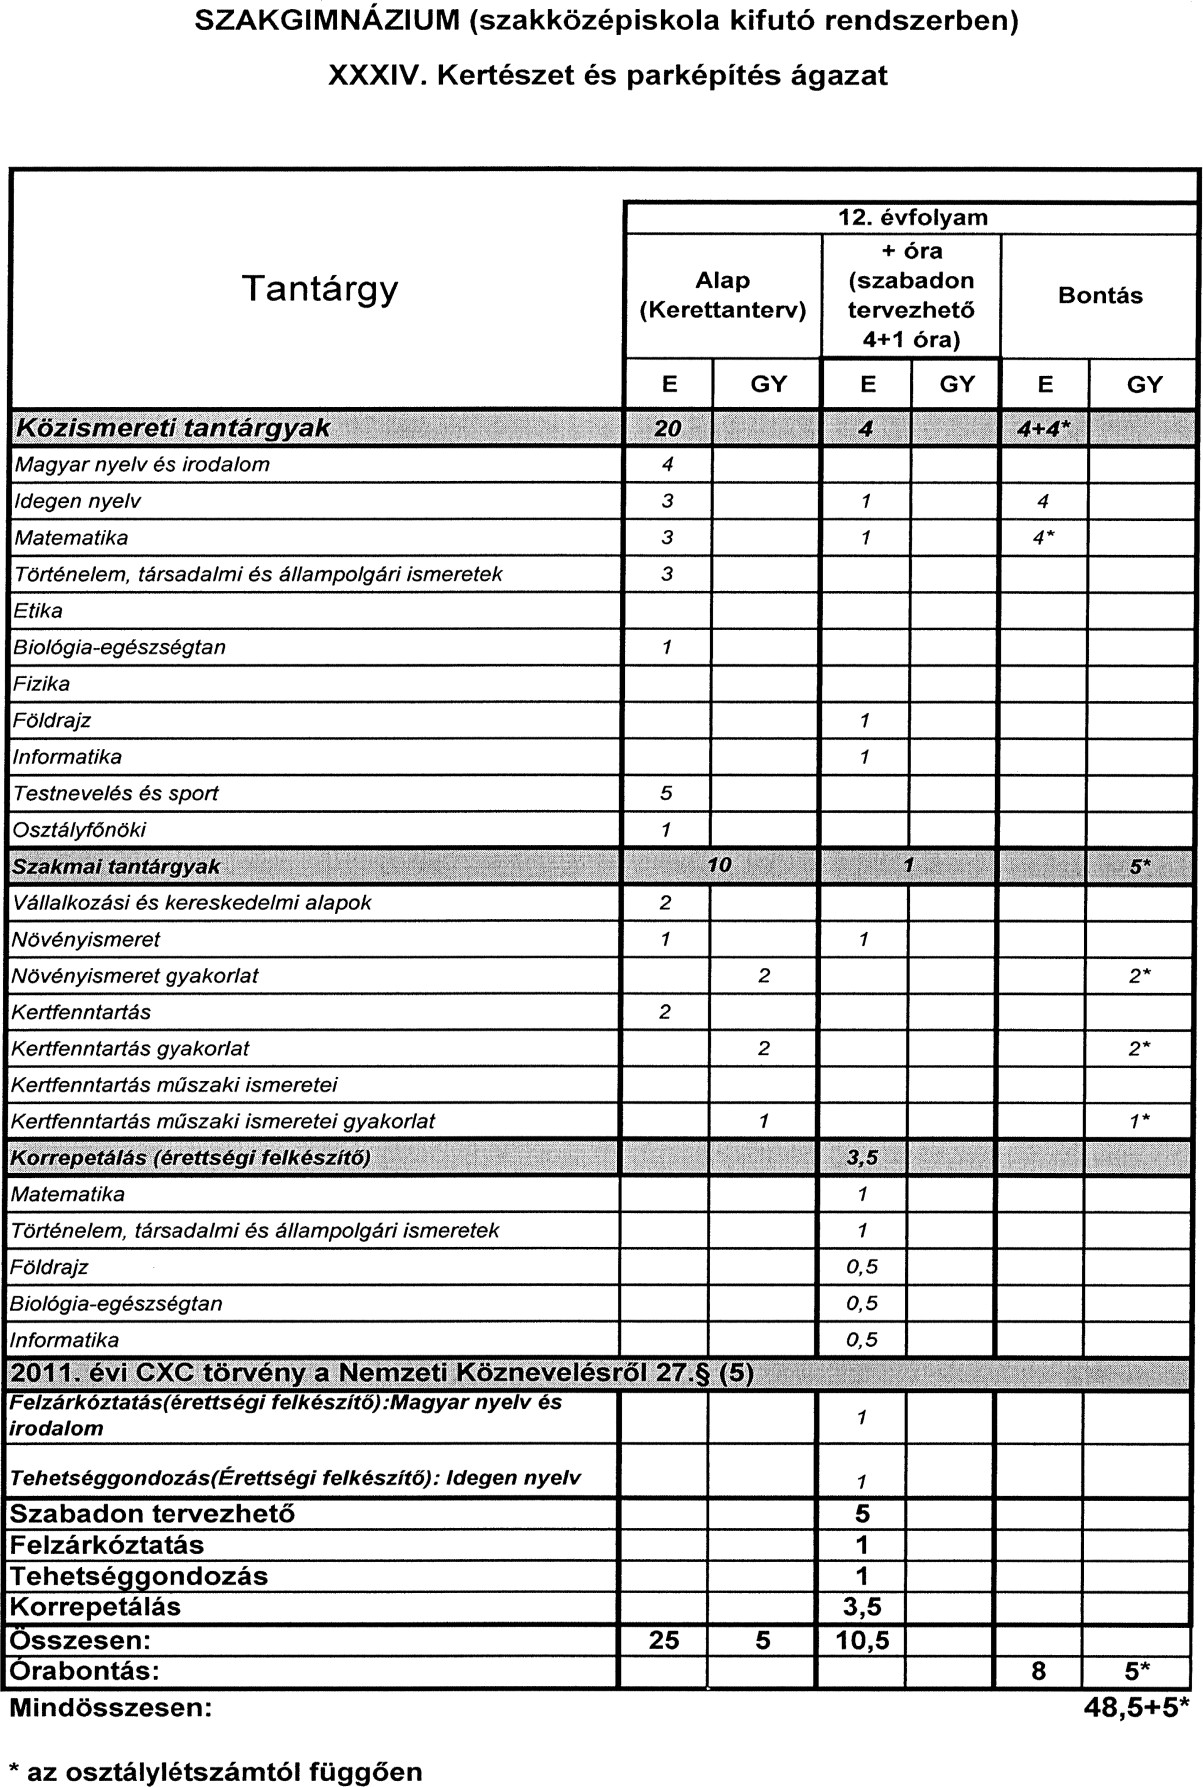 SZAKGIMNÁZIUM (szakközépiskola kifutó rendszerben)
XXXIV. Kertészet és parképítés ágazat
Tantárgy
12. évfolyam
Alap
(Kerettanterv)
+ óra
(szabadon
tervezhető
4+1 óra)
Bontás
E GY E GY E GY
Közismereti tantárgyak 20 4 4+4*
Magyar nyelv és irodalom 4
Idegen nyelv 3 1 4
Matematika 3 1 4*
Történelem, társadalmi és állampolgári ismeretek 3
Etika
Biológia-egészségtan 1
Fizika
Földrajz 1
Informatika 1
Testnevelés és sport 5
Osztályfőnöki 1
Szakmai tantárgyak 10 1 5*
Vállalkozási és kereskedelmi alapok 2
Növényismeret 1 1
Növényismeret gyakorlat 2 2*
Kertfenntartás 2
Kertfenntartás gyakorlat 2 2*
Kertfenntartás műszaki ismeretei
Kertfenntartás műszaki ismeretei gyakorlat 1 1*
Korrepetálás (érettségi felkészítő) 3,5
Matematika 1
Történelem, társadalmi és állampolgári ismeretek 1
Földrajz 0,5
Biológia-egészségtan 0,5
Informatika 0,5
2011. évi CXC törvény a Nemzeti Köznevelésről 27.§ (5)
Felzárkóztatás(érettségi felkészítő):Magyar nyelv és
irodalom 1
Tehetséggondozás(Érettségi felkészítő): Idegen nyelv 1
Szabadon tervezhető 5
Felzárkóztatás 1
Tehetséggondozás 1
Korrepetálás 3,5
Összesen: 25 5 10,5
Órabontás: 8 5*
Mindösszesen: 48,5+5*
* az osztálylétszámtól függően